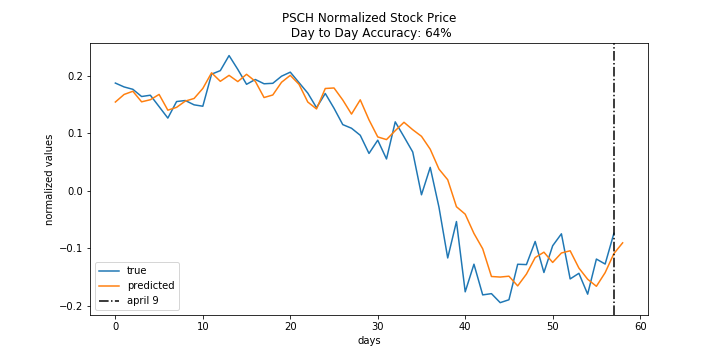 PSCH Normalized Stock Price
Day to Day Accuracy: 64%
normalized values
0.2
0.1
0.0
−0.1
−0.2
true
predicted
april 9
0 10 20 30 40 50 60
days